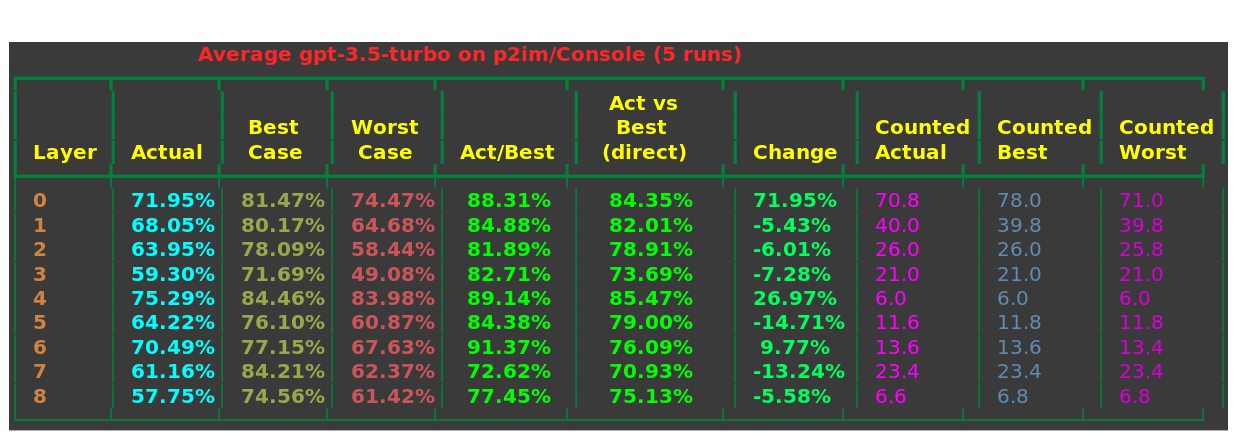 Average gpt-3.5-turbo on p2im/Console (5 runs)
Act vs
Best Worst Best Counted Counted Counted
Layer Actual Case Case Act/Best (direct) Change Actual Best Worst
0 71.95% 81.47% 74.47% 88.31% 84.35% 71.95% 70.8 78.0 71.0
1 68.05% 80.17% 64.68% 84.88% 82.01% -5.43% 40.0 39.8 39.8
2 63.95% 78.09% 58.44% 81.89% 78.91% -6.01% 26.0 26.0 25.8
3 59.30% 71.69% 49.08% 82.71% 73.69% -7.28% 21.0 21.0 21.0
4 75.29% 84.46% 83.98% 89.14% 85.47% 26.97% 6.0 6.0 6.0
5 64.22% 76.10% 60.87% 84.38% 79.00% -14.71% 11.6 11.8 11.8
6 70.49% 77.15% 67.63% 91.37% 76.09% 9.77% 13.6 13.6 13.4
7 61.16% 84.21% 62.37% 72.62% 70.93% -13.24% 23.4 23.4 23.4
8 57.75% 74.56% 61.42% 77.45% 75.13% -5.58% 6.6 6.8 6.8